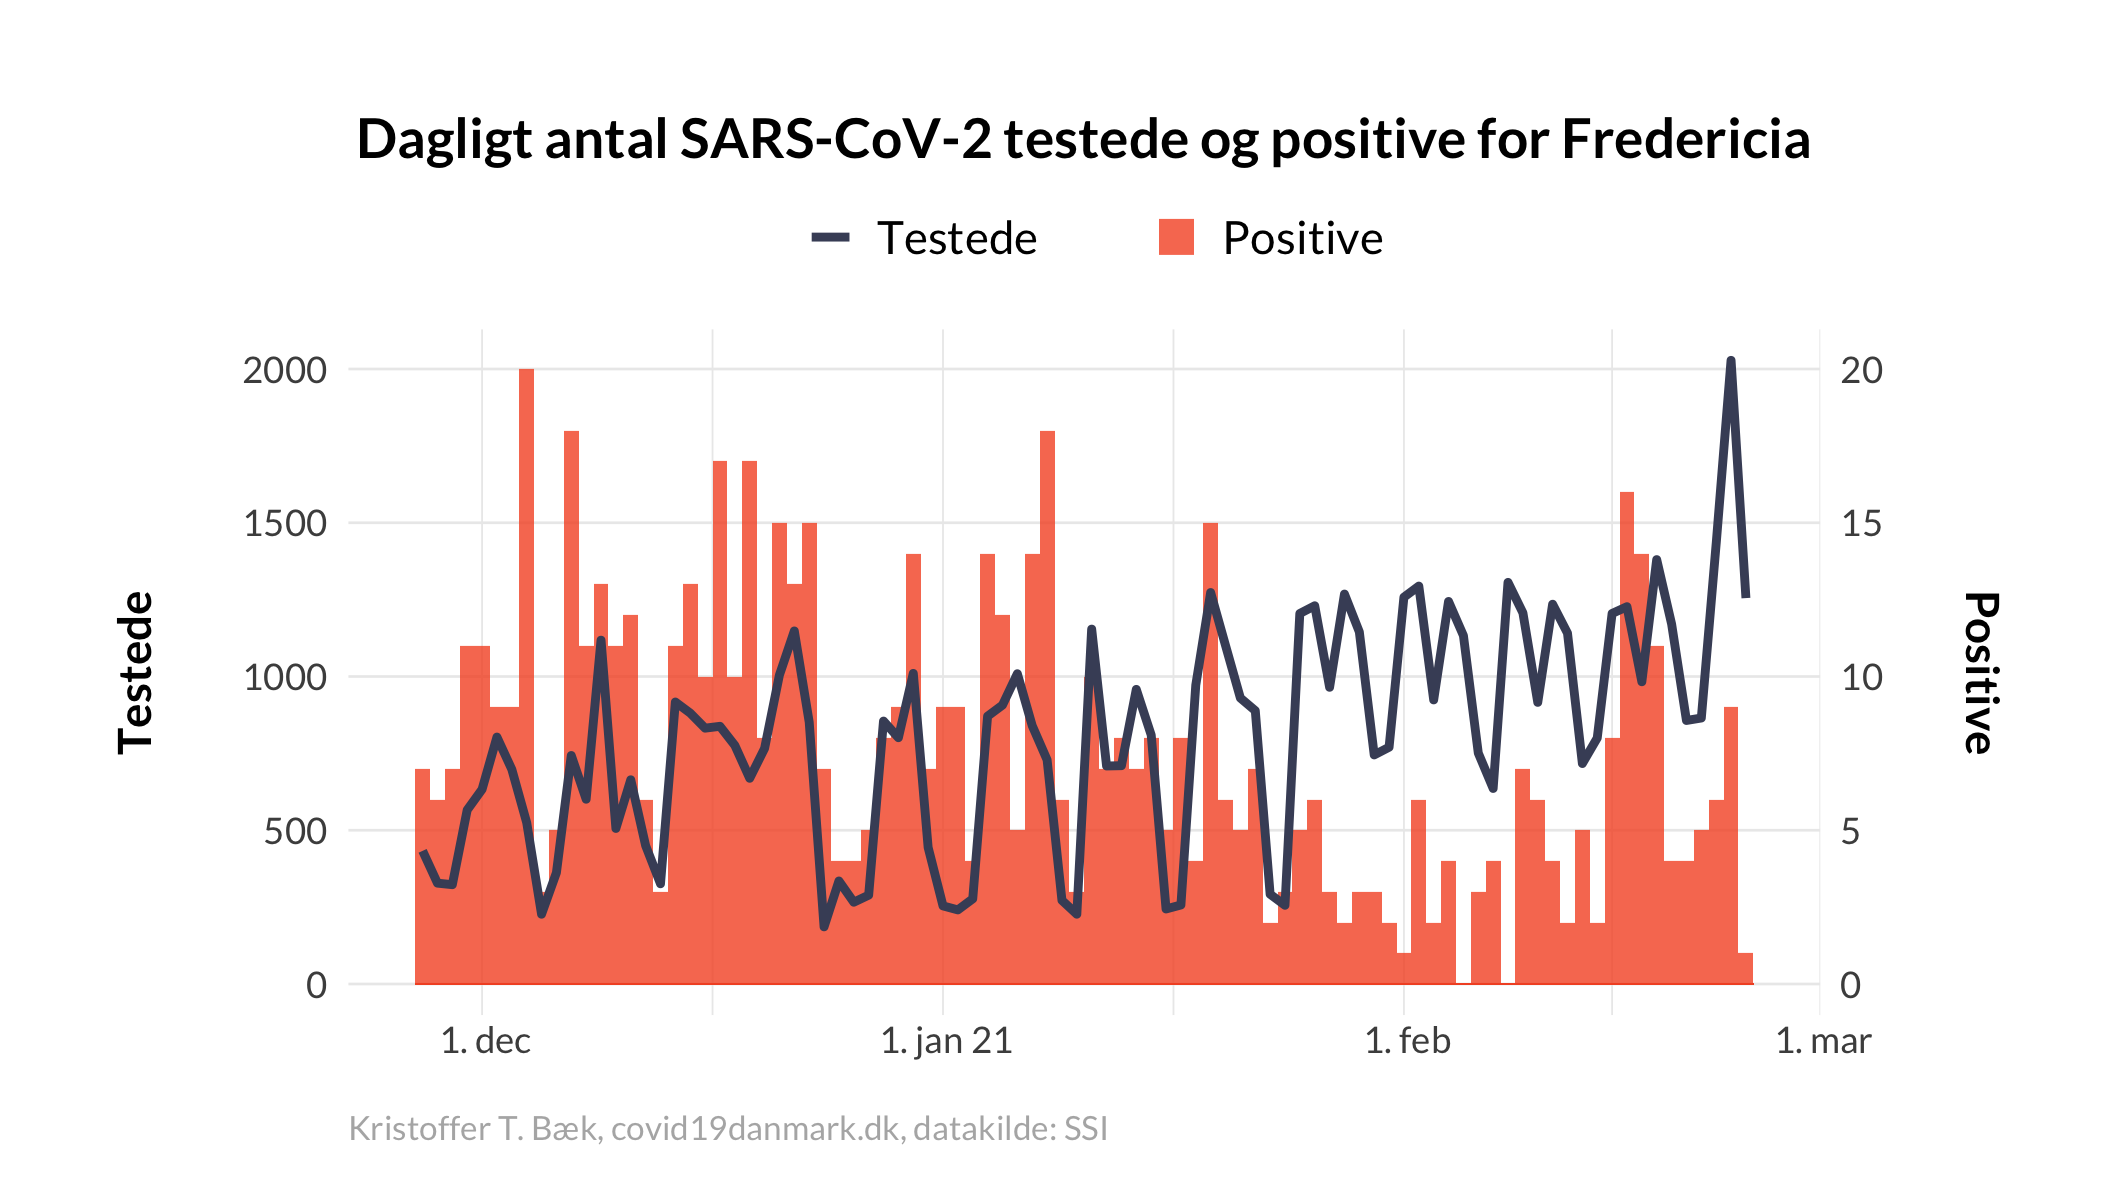 Dagligt antal SARS-CoV-2 testede og positive for Fredericia
Testede Positive
2000 20
1500 15
1000 10
500 5
0 0
Testede
Positive
1. dec 1. jan 21 1. feb 1. mar
Kristoffer T. Bæk, covid19danmark.dk, datakilde: SSI